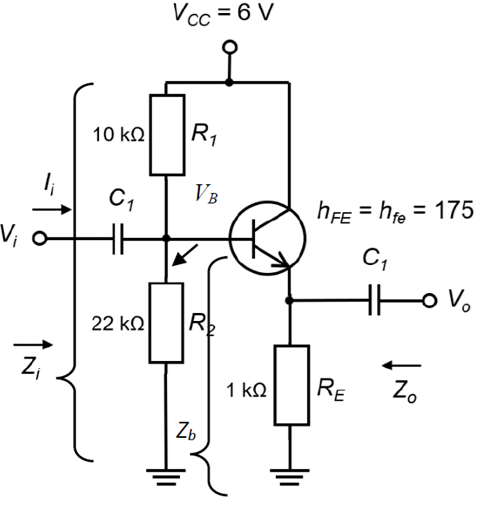 V_CC = 6 V
10 kΩ
R_1
I_i
C_1
V_B
h_FE = h_fe = 175
V_i
C_1
V_o
22 kΩ
R_2
Z_i
1 kΩ
R_E
Z_o
Z_b